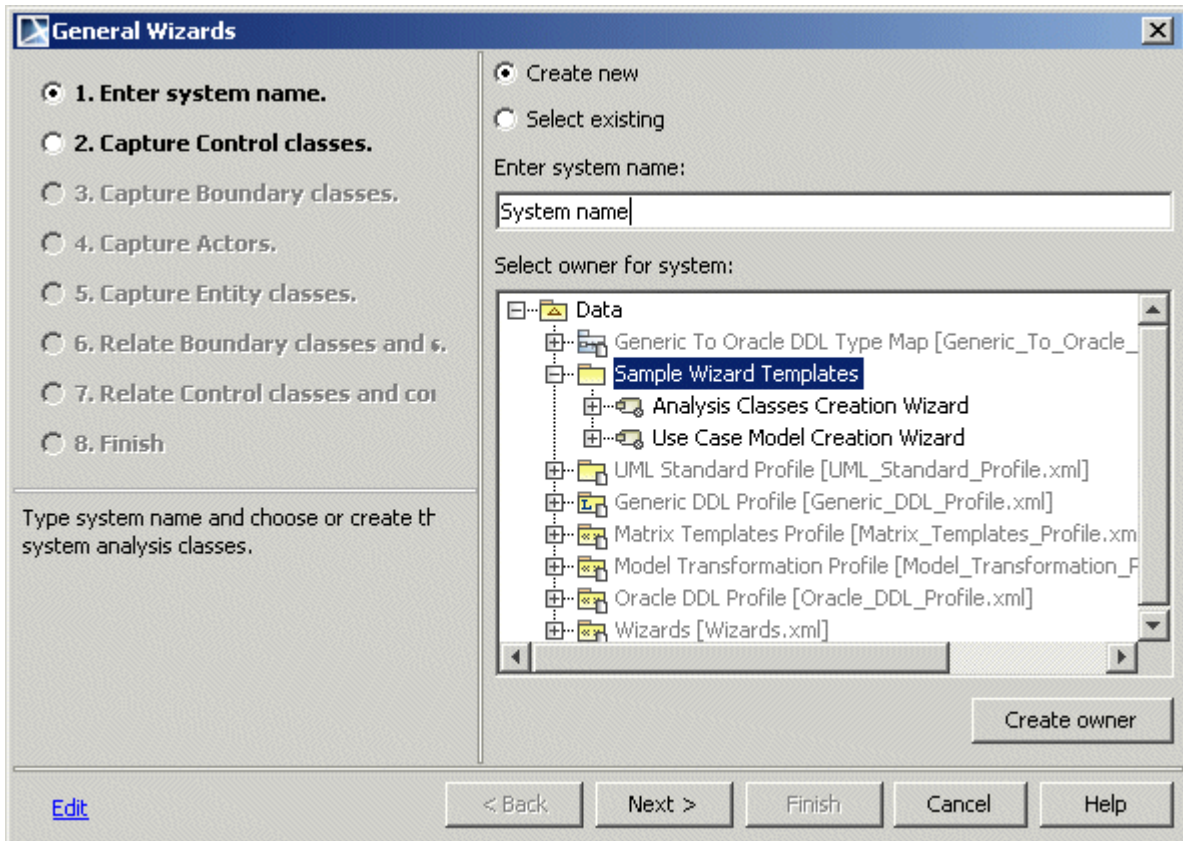 General Wizards
1. Enter system name.
2. Capture Control classes.
3. Capture Boundary classes.
4. Capture Actors.
5. Capture Entity classes.
6. Relate Boundary classes and
7. Relate Control classes and
8. Finish
Type system name and choose or create
system analysis classes.
Create new
Select existing
Enter system name:
System name
Select owner for system:
Data
Generic To Oracle DDL Type Map [Generic_To_Oracle_
Sample Wizard Templates
Analysis Classes Creation Wizard
Use Case Model Creation Wizard
UML Standard Profile [UML_Standard_Profile.xml]
Generic DDL Profile [Generic_DDL_Profile.xml]
Matrix Templates Profile [Matrix_Templates_Profile.xm
Model Transformation Profile [Model_Transformation_P
Oracle DDL Profile [Oracle_DDL_Profile.xml]
Wizards [Wizards.xml]
Create owner
Edit
< Back
Next >
Finish
Cancel
Help